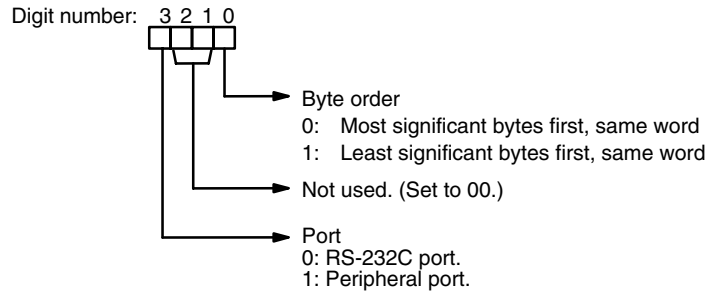 Digit number: 3 2 1 0
Byte order
0: Most significant bytes first, same word
1: Least significant bytes first, same word
Not used. (Set to 00.)
Port
0: RS-232C port.
1: Peripheral port.